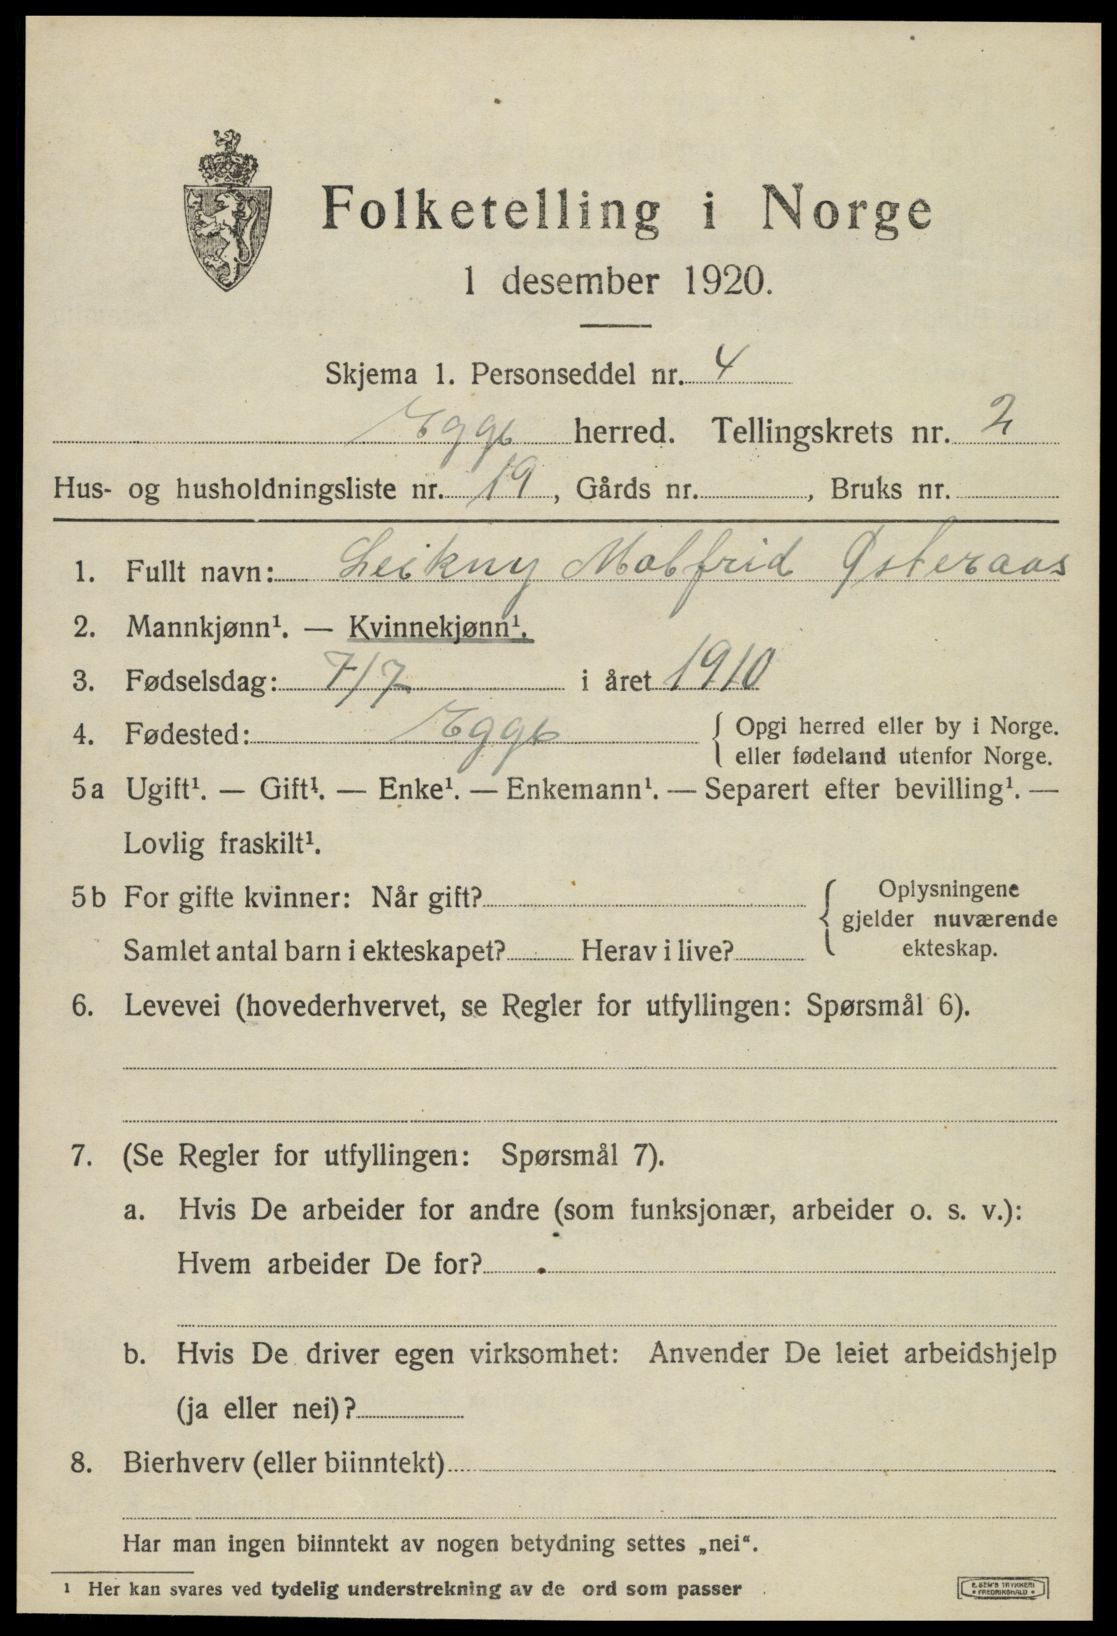 Folketelling i Norge
1 desember 1920.
Skjema 1. Personseddel nr. 4
Egge herred. Tellingskrets nr. 2
Hus- og husholdningsliste nr. 19, Gårds nr. , Bruks nr.
1. Fullt navn: Leikny Malfrid Østeraas
2. Mannkjønn¹. — Kvinnekjønn¹.
3. Fødselsdag: 7/7 i året 1910
4. Fødested: Egge { Opgi herred eller by i Norge.
eller fødeland utenfor Norge.
5a Ugift¹. — Gift¹. — Enke¹. — Enkemann¹. — Separert efter bevilling¹. —
Lovlig fraskilt¹.
5b For gifte kvinner: Når gift?
Samlet antal barn i ekteskapet? Herav i live?
{ Oplysningene
gjelder nuværende
ekteskap.
6. Levevei (hovederhvervet, se Regler for utfyllingen: Spørsmål 6).
7. (Se Regler for utfyllingen: Spørsmål 7).
a. Hvis De arbeider for andre (som funksjonær, arbeider o. s. v.):
Hvem arbeider De for?
b. Hvis De driver egen virksomhet: Anvender De leiet arbeidshjelp
(ja eller nei)?
8. Bierhverv (eller biinntekt)
Har man ingen biinntekt av nogen betydning settes „nei“.
¹ Her kan svares ved tydelig understrekning av de ord som passer
E. SEM'S TRYKKERI
FREDRIKSHALD